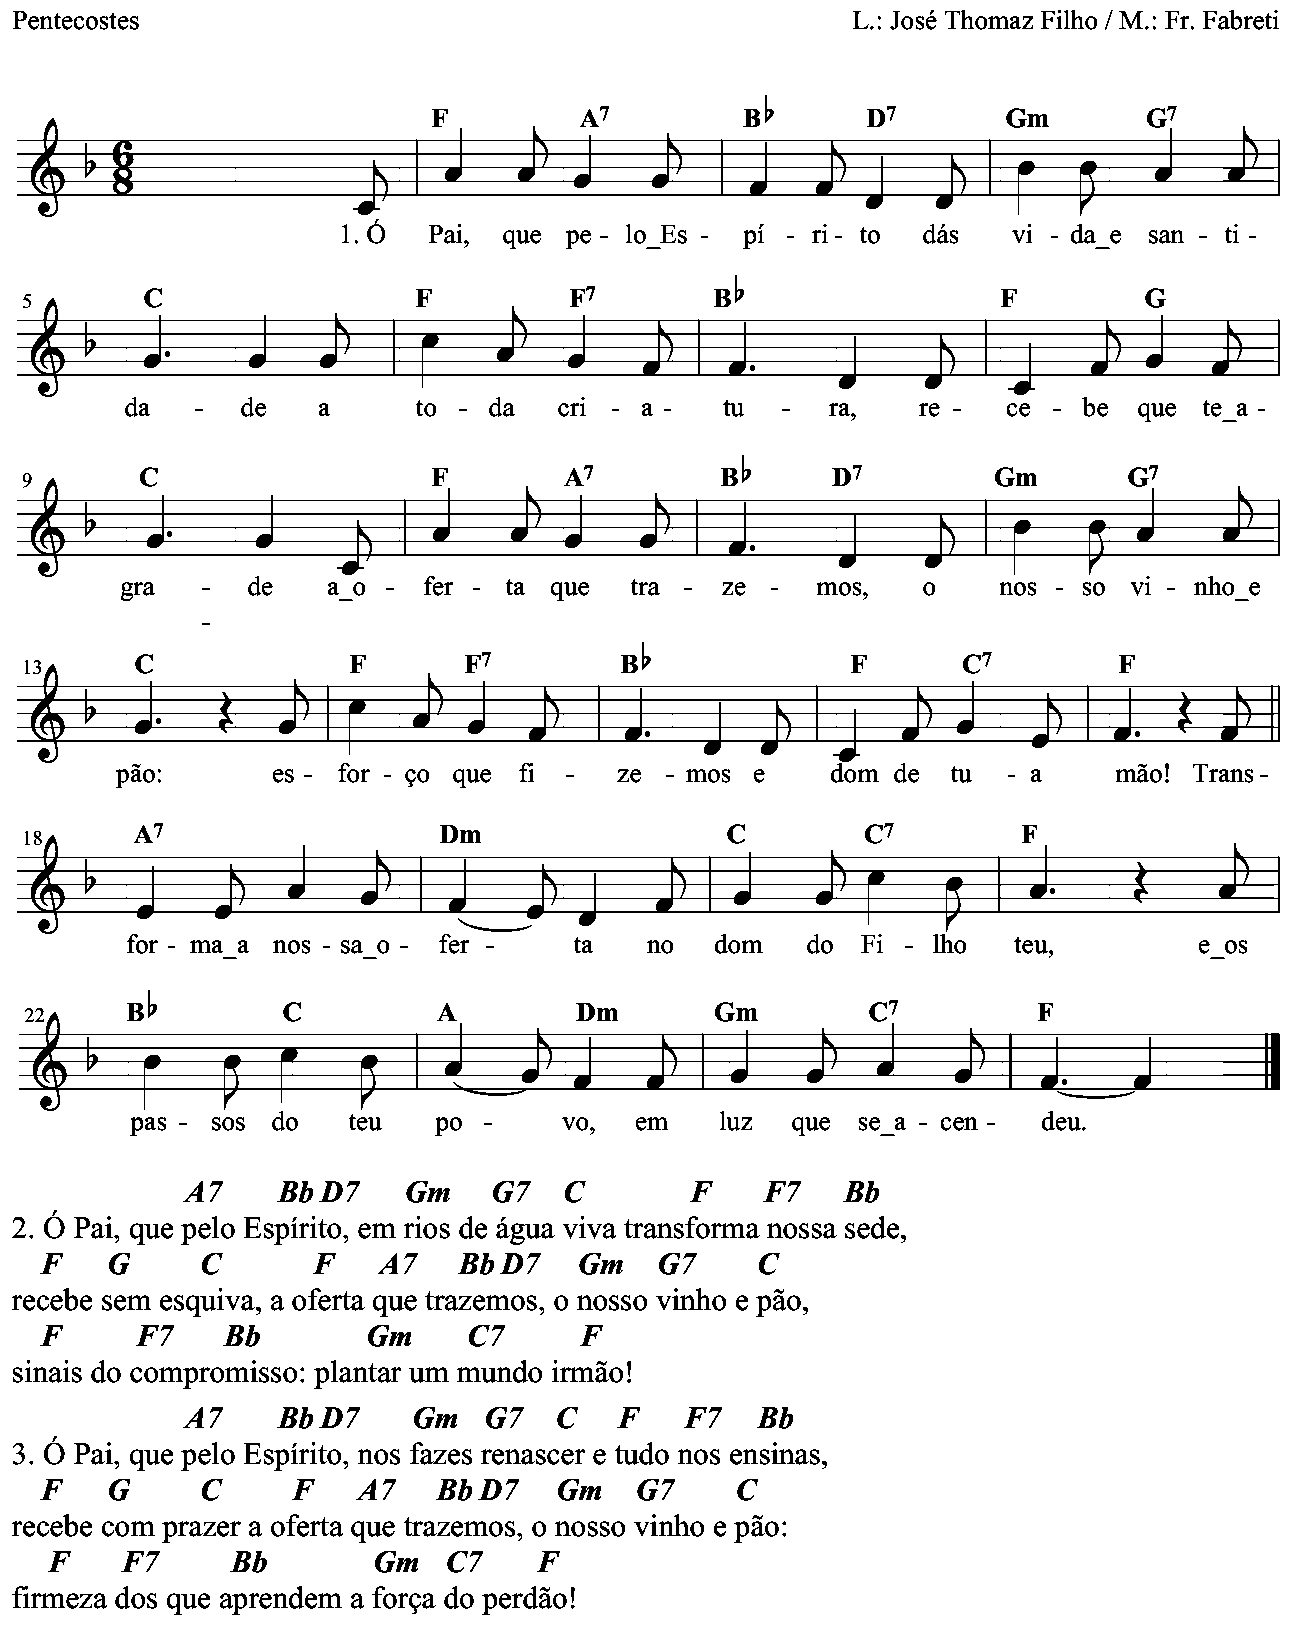 Pentecostes L.: José Thomaz Filho / M.: Fr. Fabreti
F A7 B♭ D7 Gm G7
6
8
1. Ó Pai, que pe - lo_Es - pí - ri - to dás vi - da_e san - ti -
5 C F F7 B♭ F G
da - de a to - da cri - a - tu - ra, re - ce - be que te_a -
9 C F A7 B♭ D7 Gm G7
gra - de a_o - fer - ta que tra - ze - mos, o nos - so vi - nho_e
-
13 C F F7 B♭ F C7 F
pão: es - for - ço que fi - ze - mos e dom de tu - a mão! Trans -
18 A7 Dm C C7 F
for - ma_a nos - sa_o - fer - ta no dom do Fi - lho teu, e_os
22 B♭ C A Dm Gm C7 F
pas - sos do teu po - vo, em luz que se_a - cen - deu.
A7 Bb D7 Gm G7 C F F7 Bb
2. Ó Pai, que pelo Espírito, em rios de água viva transforma nossa sede,
F G C F A7 Bb D7 Gm G7 C
recebe sem esquiva, a oferta que trazemos, o nosso vinho e pão,
F F7 Bb Gm C7 F
sinais do compromisso: plantar um mundo irmão!
A7 Bb D7 Gm G7 C F F7 Bb
3. Ó Pai, que pelo Espírito, nos fazes renascer e tudo nos ensinas,
F G C F A7 Bb D7 Gm G7 C
recebe com prazer a oferta que trazemos, o nosso vinho e pão:
F F7 Bb Gm C7 F
firmeza dos que aprendem a força do perdão!